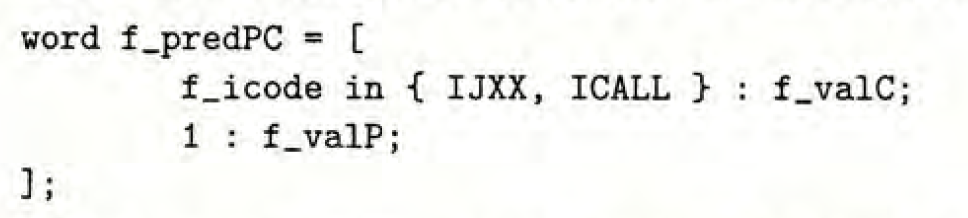 word f_predPC = [
f_icode in { IJXX, ICALL } : f_valC;
1 : f_valP;
];